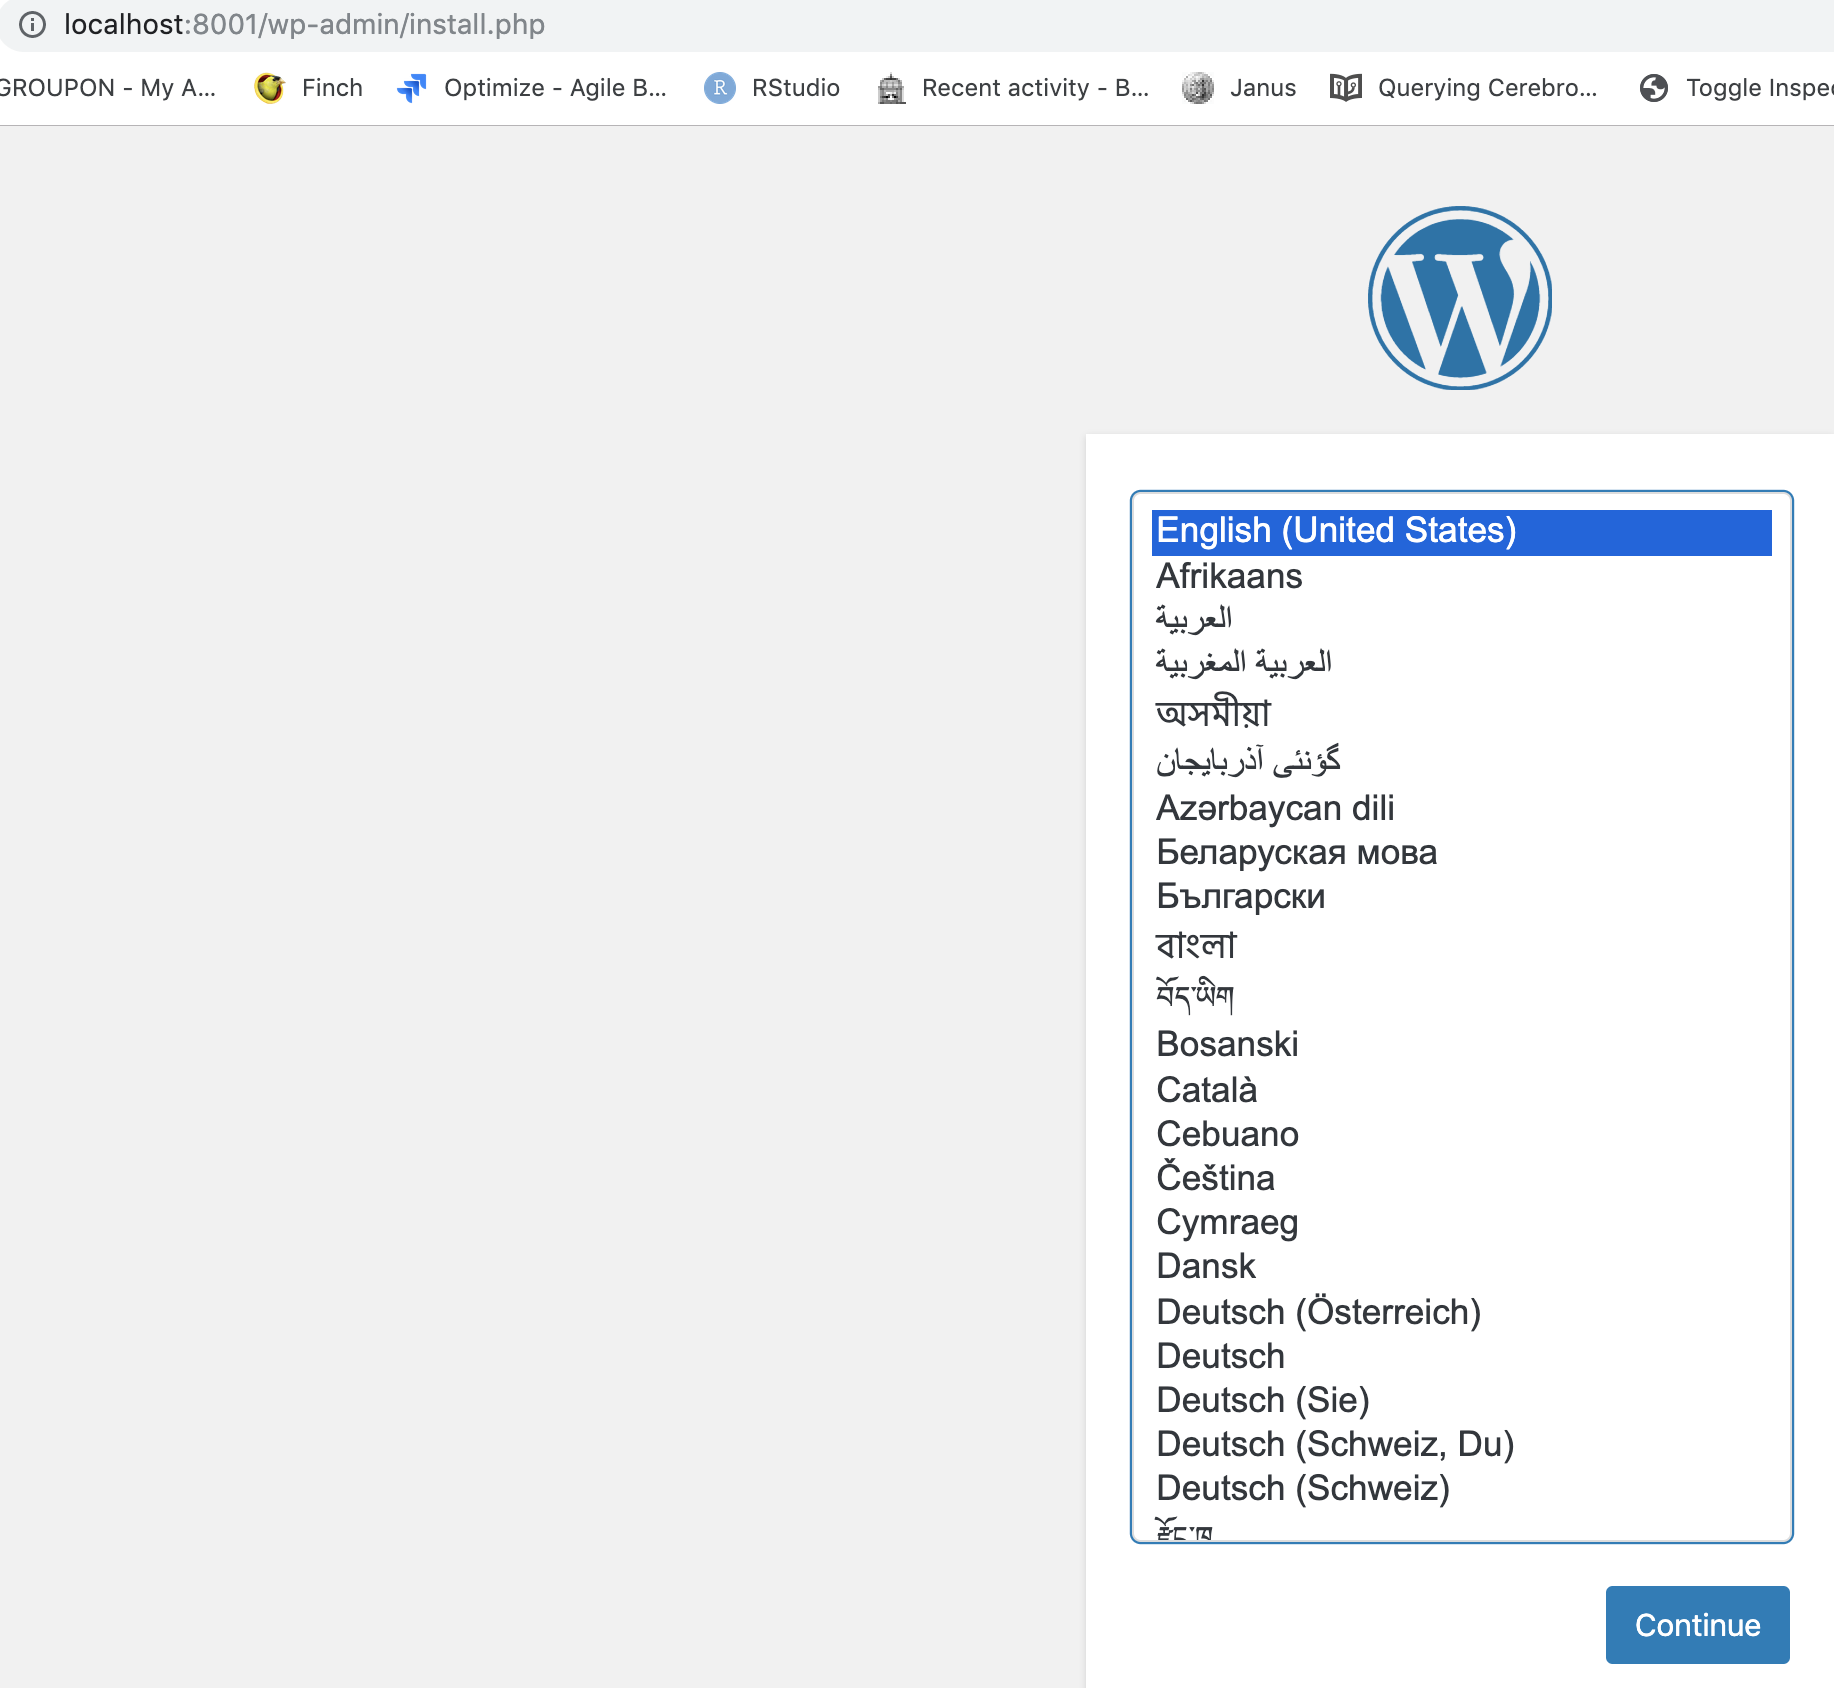 localhost:8001/wp-admin/install.php
GROUPON - My A... Finch Optimize - Agile B... R RStudio Recent activity - B... Janus Querying Cerebro... Toggle Inspec
English (United States)
Afrikaans
العربية
العربية المغربية
অসমীয়া
گؤنئی آذربایجان
Azərbaycan dili
Беларуская мова
Български
বাংলা
བོད་ཡིག
Bosanski
Català
Cebuano
Čeština
Cymraeg
Dansk
Deutsch (Österreich)
Deutsch
Deutsch (Sie)
Deutsch (Schweiz, Du)
Deutsch (Schweiz)
རྫོང་ཁ
Continue